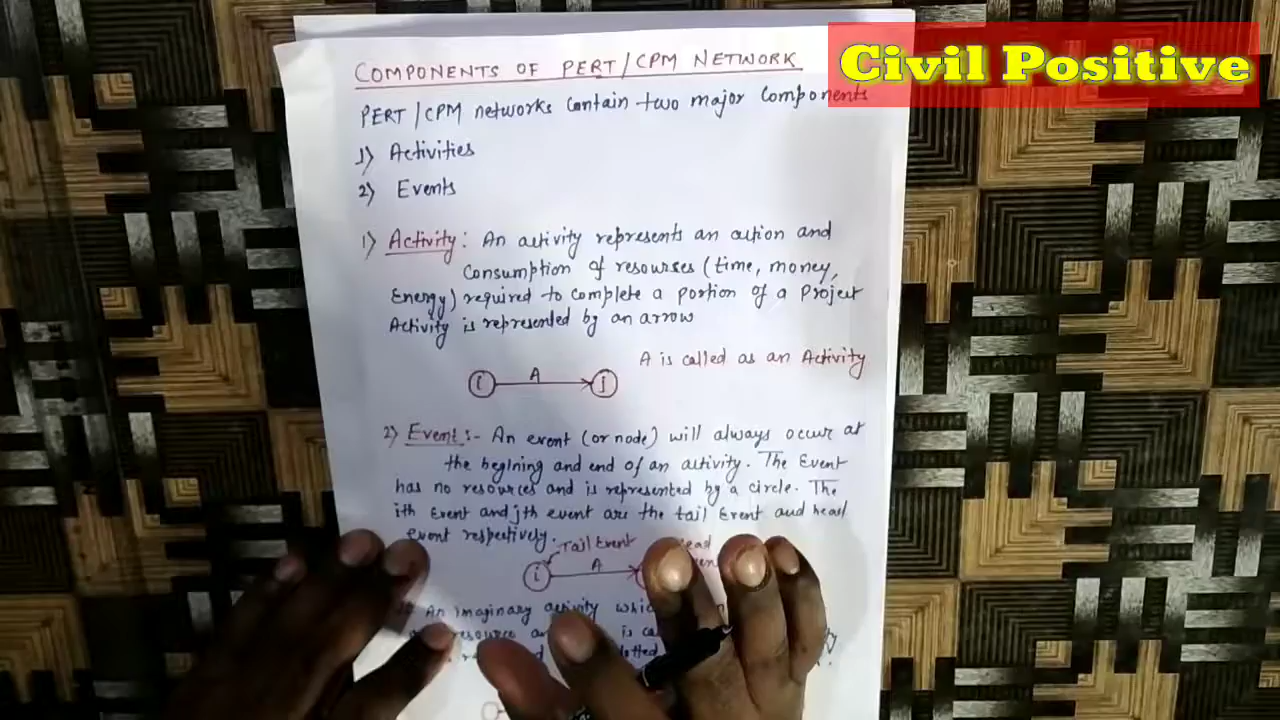 Civil Positive
COMPONENTS OF PERT/CPM NETWORK
PERT/CPM networks Contain two major Components
1) Activities
2) Events
1) Activity: An activity represents an action and
Consumption of resourses (time, money,
Energy) required to complete a portion of a Project
Activity is represented by an arrow
A is called as an Activity
i A j
2) Event:- An event (or node) will always occur at
the begining and end of an activity. The Event
has no resources and is represented by a circle. The
ith Event and jth event are the tail Event and head
event respectively.
Tail Event
i A
An imaginary activity
resource